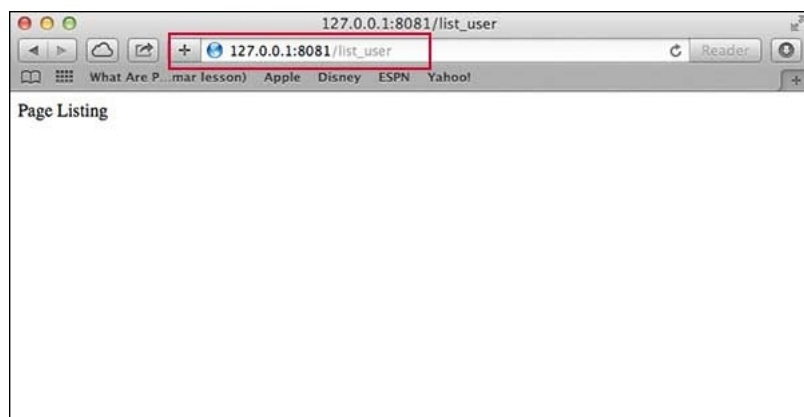 127.0.0.1:8081/list_user
127.0.0.1:8081/list_user
Reader
What Are P...mar lesson) Apple Disney ESPN Yahoo!
Page Listing